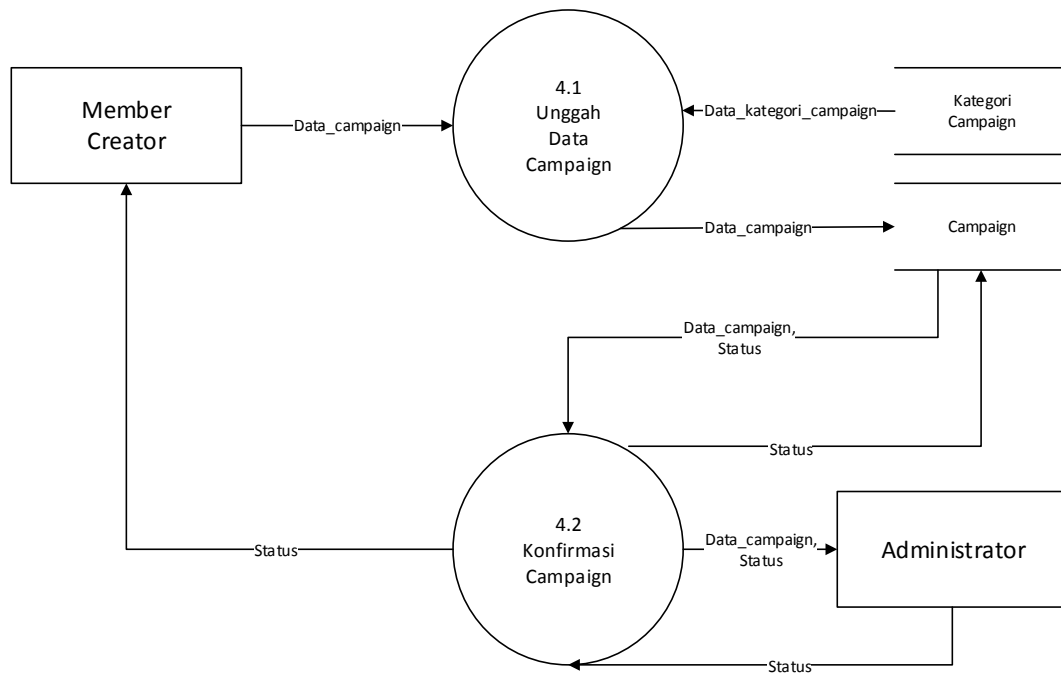 Member
Creator
Data_campaign
4.1
Unggah
Data
Campaign
Data_kategori_campaign
Kategori
Campaign
Data_campaign
Campaign
Data_campaign,
Status
Status
Status
4.2
Konfirmasi
Campaign
Data_campaign,
Status
Administrator
Status